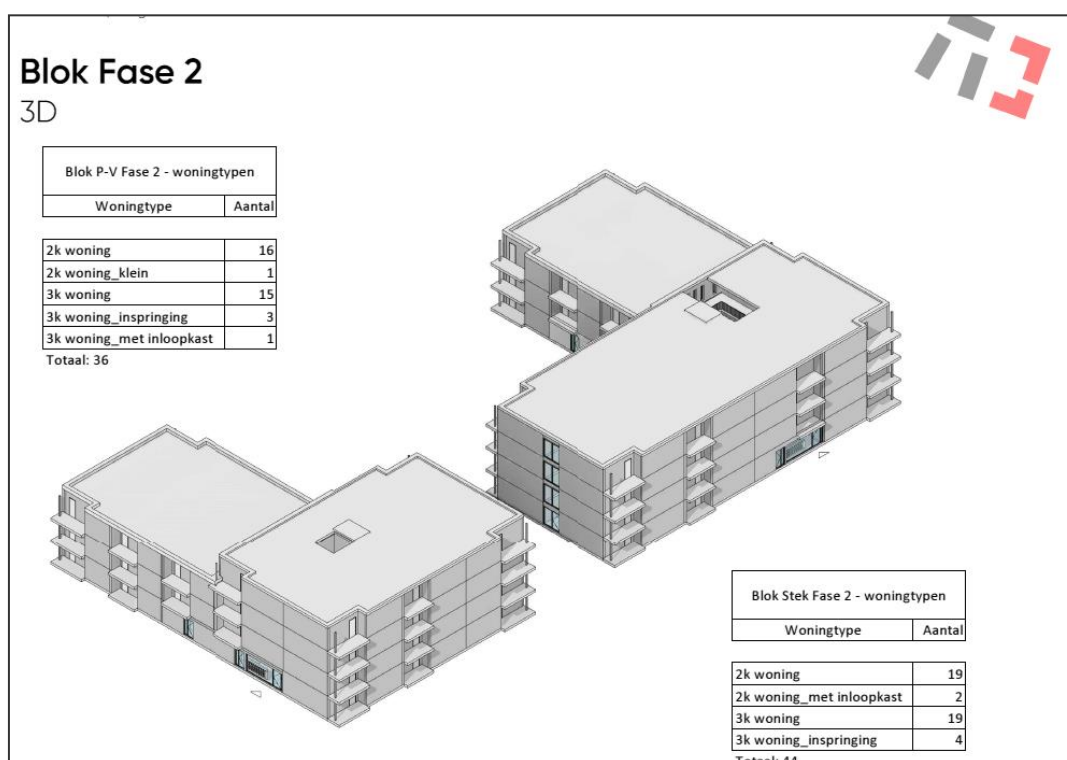 Blok Fase 2
3D
Blok P-V Fase 2 - woningtypen
Woningtype Aantal
2k woning 16
2k woning_klein 1
3k woning 15
3k woning_inspringing 3
3k woning_met inloopkast 1
Totaal: 36
Blok Stek Fase 2 - woningtypen
Woningtype Aantal
2k woning 19
2k woning_met inloopkast 2
3k woning 19
3k woning_inspringing 4
Totaal: 44